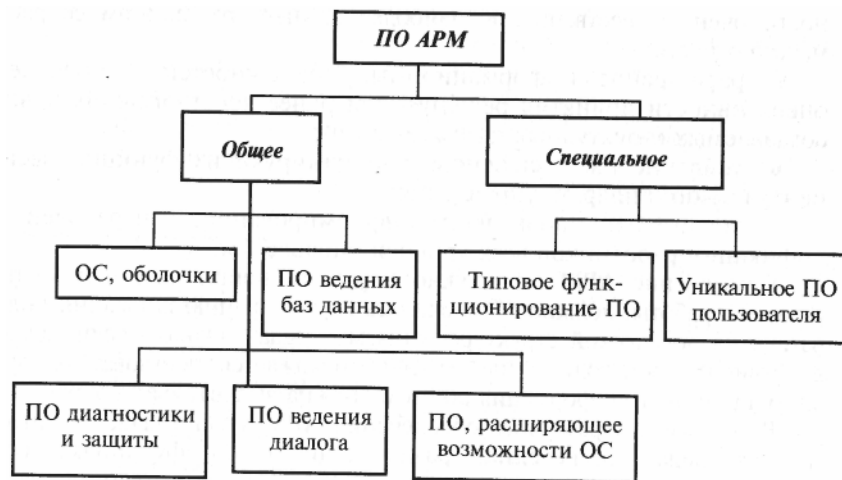 ПО АРМ
Общее
Специальное
ОС, оболочки
ПО ведения
баз данных
Типовое функ-
ционирование ПО
Уникальное ПО
пользователя
ПО диагностики
и защиты
ПО ведения
диалога
ПО, расширяющее
возможности ОС